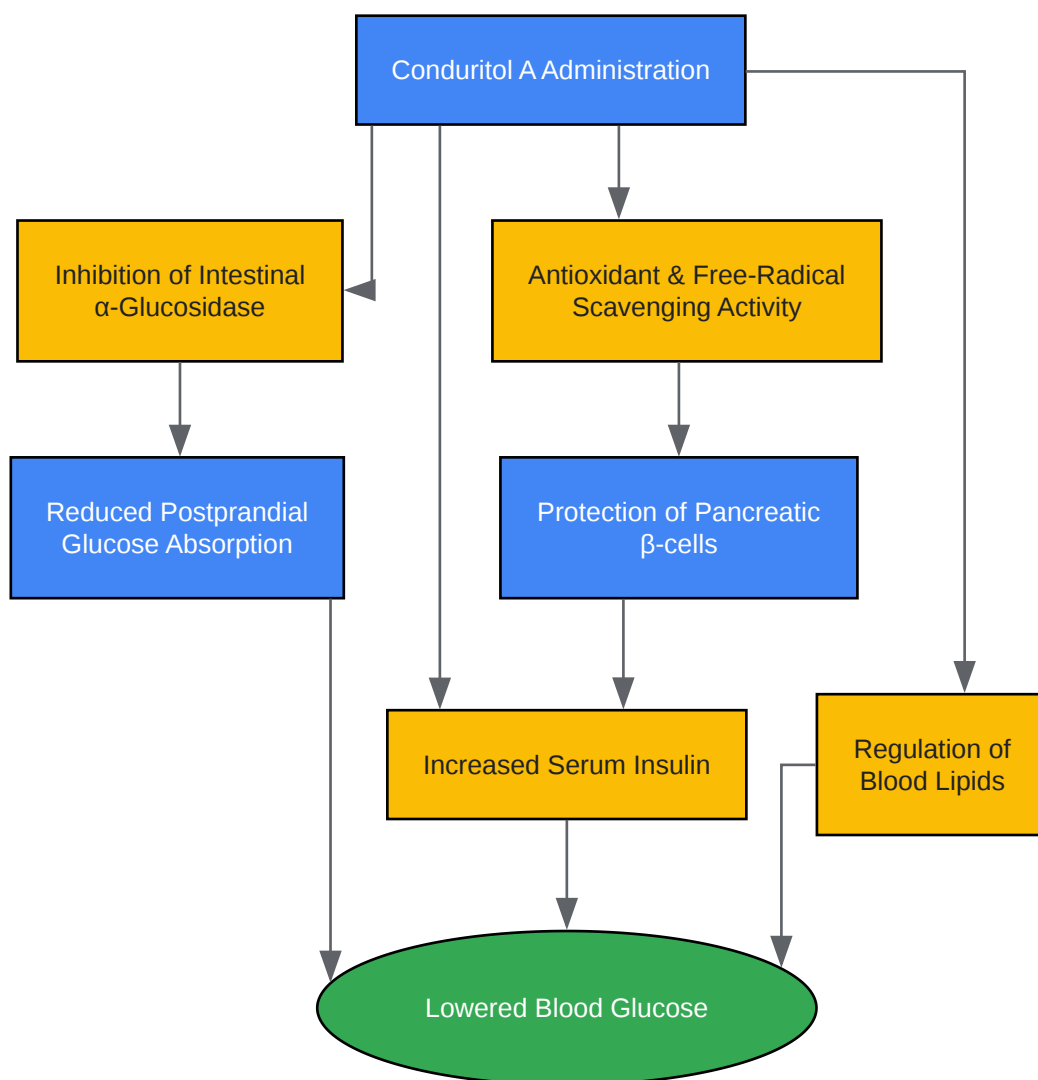 Conduritol A Administration
Inhibition of Intestinal
α-Glucosidase
Antioxidant & Free-Radical
Scavenging Activity
Reduced Postprandial
Glucose Absorption
Protection of Pancreatic
β-cells
Increased Serum Insulin
Regulation of
Blood Lipids
Lowered Blood Glucose